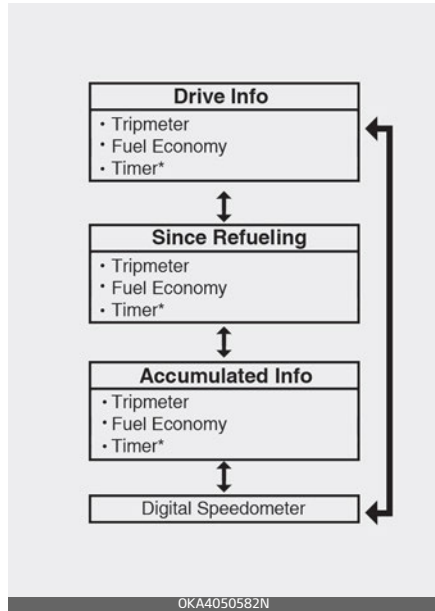 Drive Info
• Tripmeter
• Fuel Economy
• Timer*
Since Refueling
• Tripmeter
• Fuel Economy
• Timer*
Accumulated Info
• Tripmeter
• Fuel Economy
• Timer*
Digital Speedometer
OKA4050582N